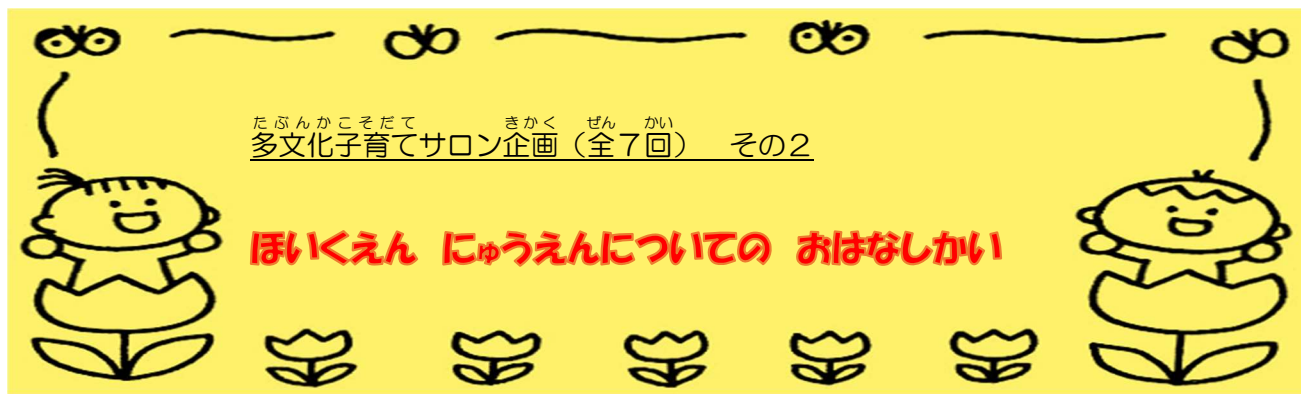 たぶんかこそだて きかく ぜん かい
多文化子育てサロン企画（全７回）　その２
ほいくえん　にゅうえんについての　おはなしかい